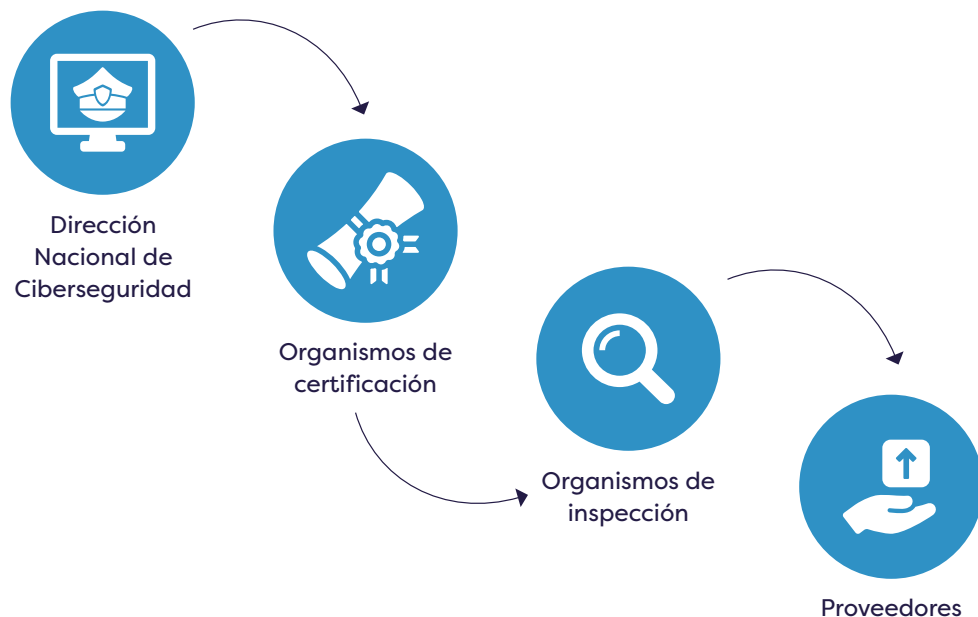 Dirección
Nacional de
Ciberseguridad
Organismos de
certificación
Organismos de
inspección
Proveedores